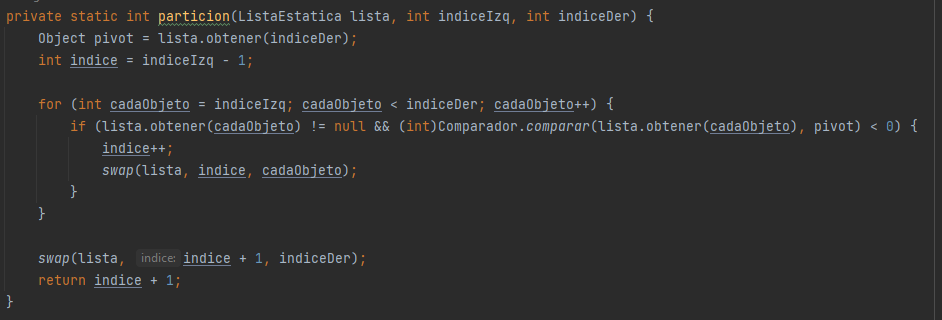 private static int particion(ListaEstatica lista, int indiceIzq, int indiceDer) {
    Object pivot = lista.obtener(indiceDer);
    int indice = indiceIzq - 1;
    for (int cadaObjeto = indiceIzq; cadaObjeto < indiceDer; cadaObjeto++) {
        if (lista.obtener(cadaObjeto) != null && (int)Comparador.comparar(lista.obtener(cadaObjeto), pivot) < 0) {
            indice++;
            swap(lista, indice, cadaObjeto);
        }
    }
    swap(lista, indice: indice + 1, indiceDer);
    return indice + 1;
}